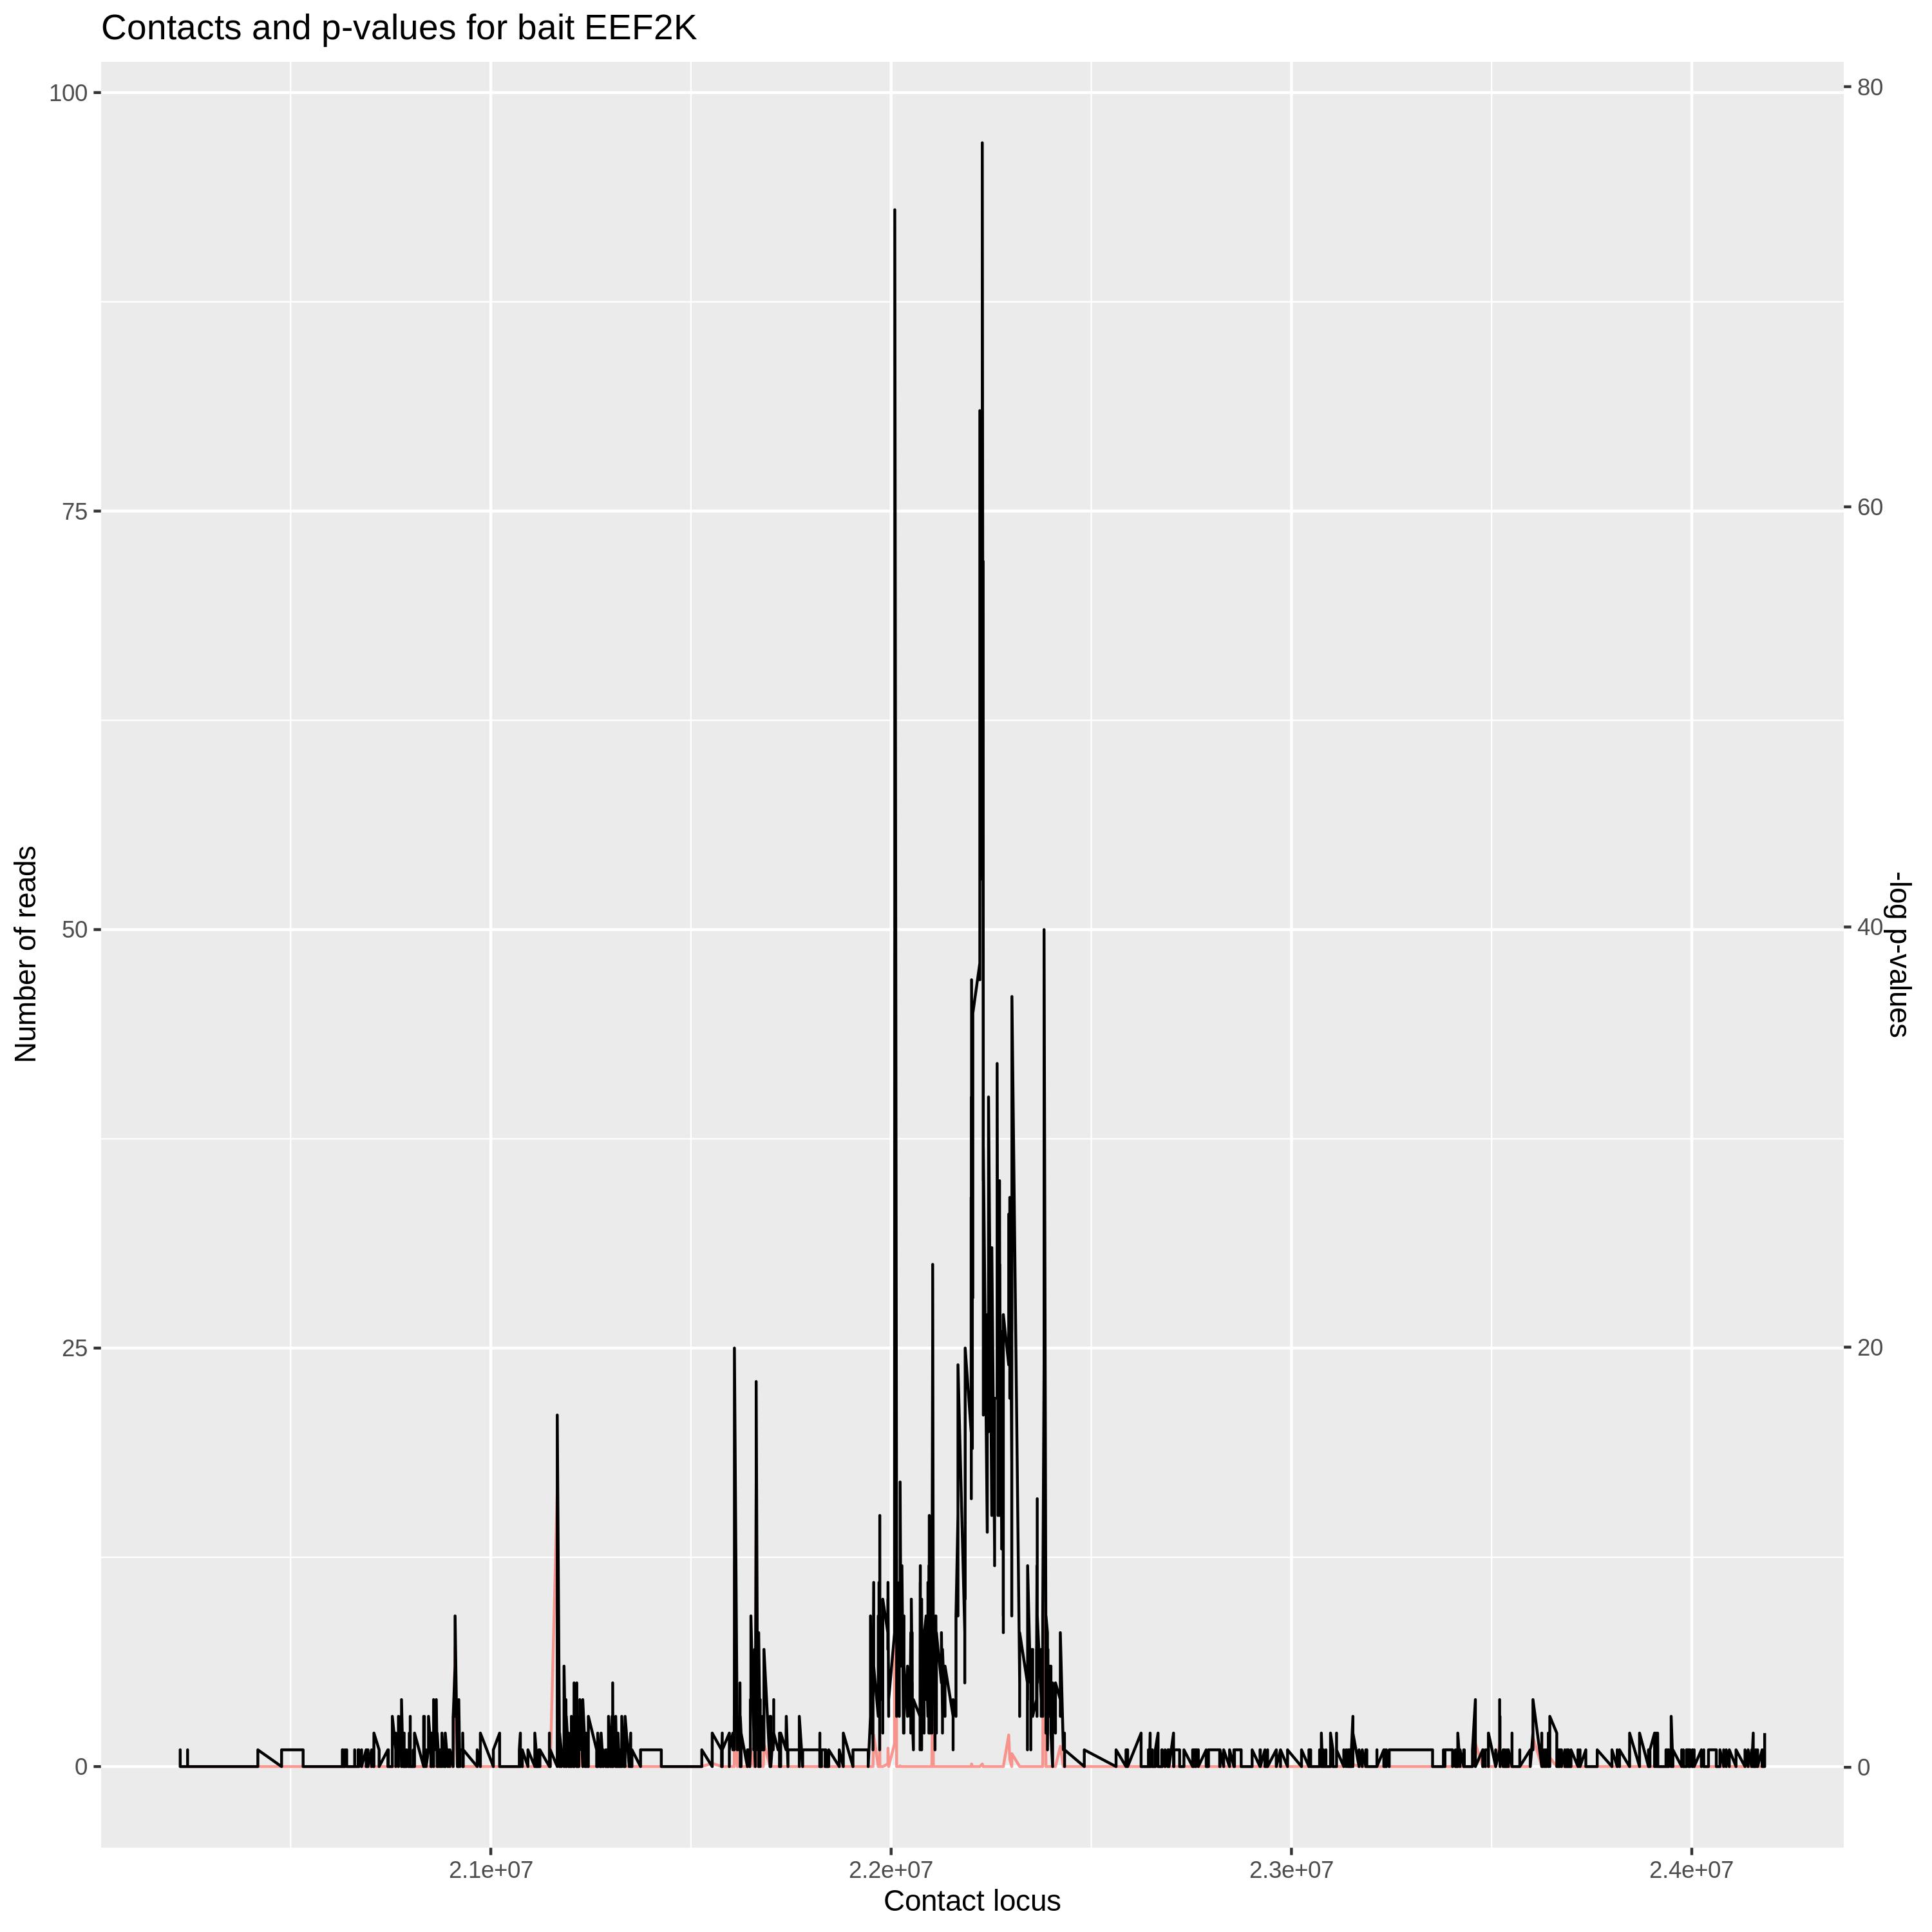 Contacts and p-values for bait EEF2K
100
75
50
25
0
Number of reads
80
60
40
20
0
-log p-values
2.1e+07 2.2e+07 2.3e+07 2.4e+07
Contact locus